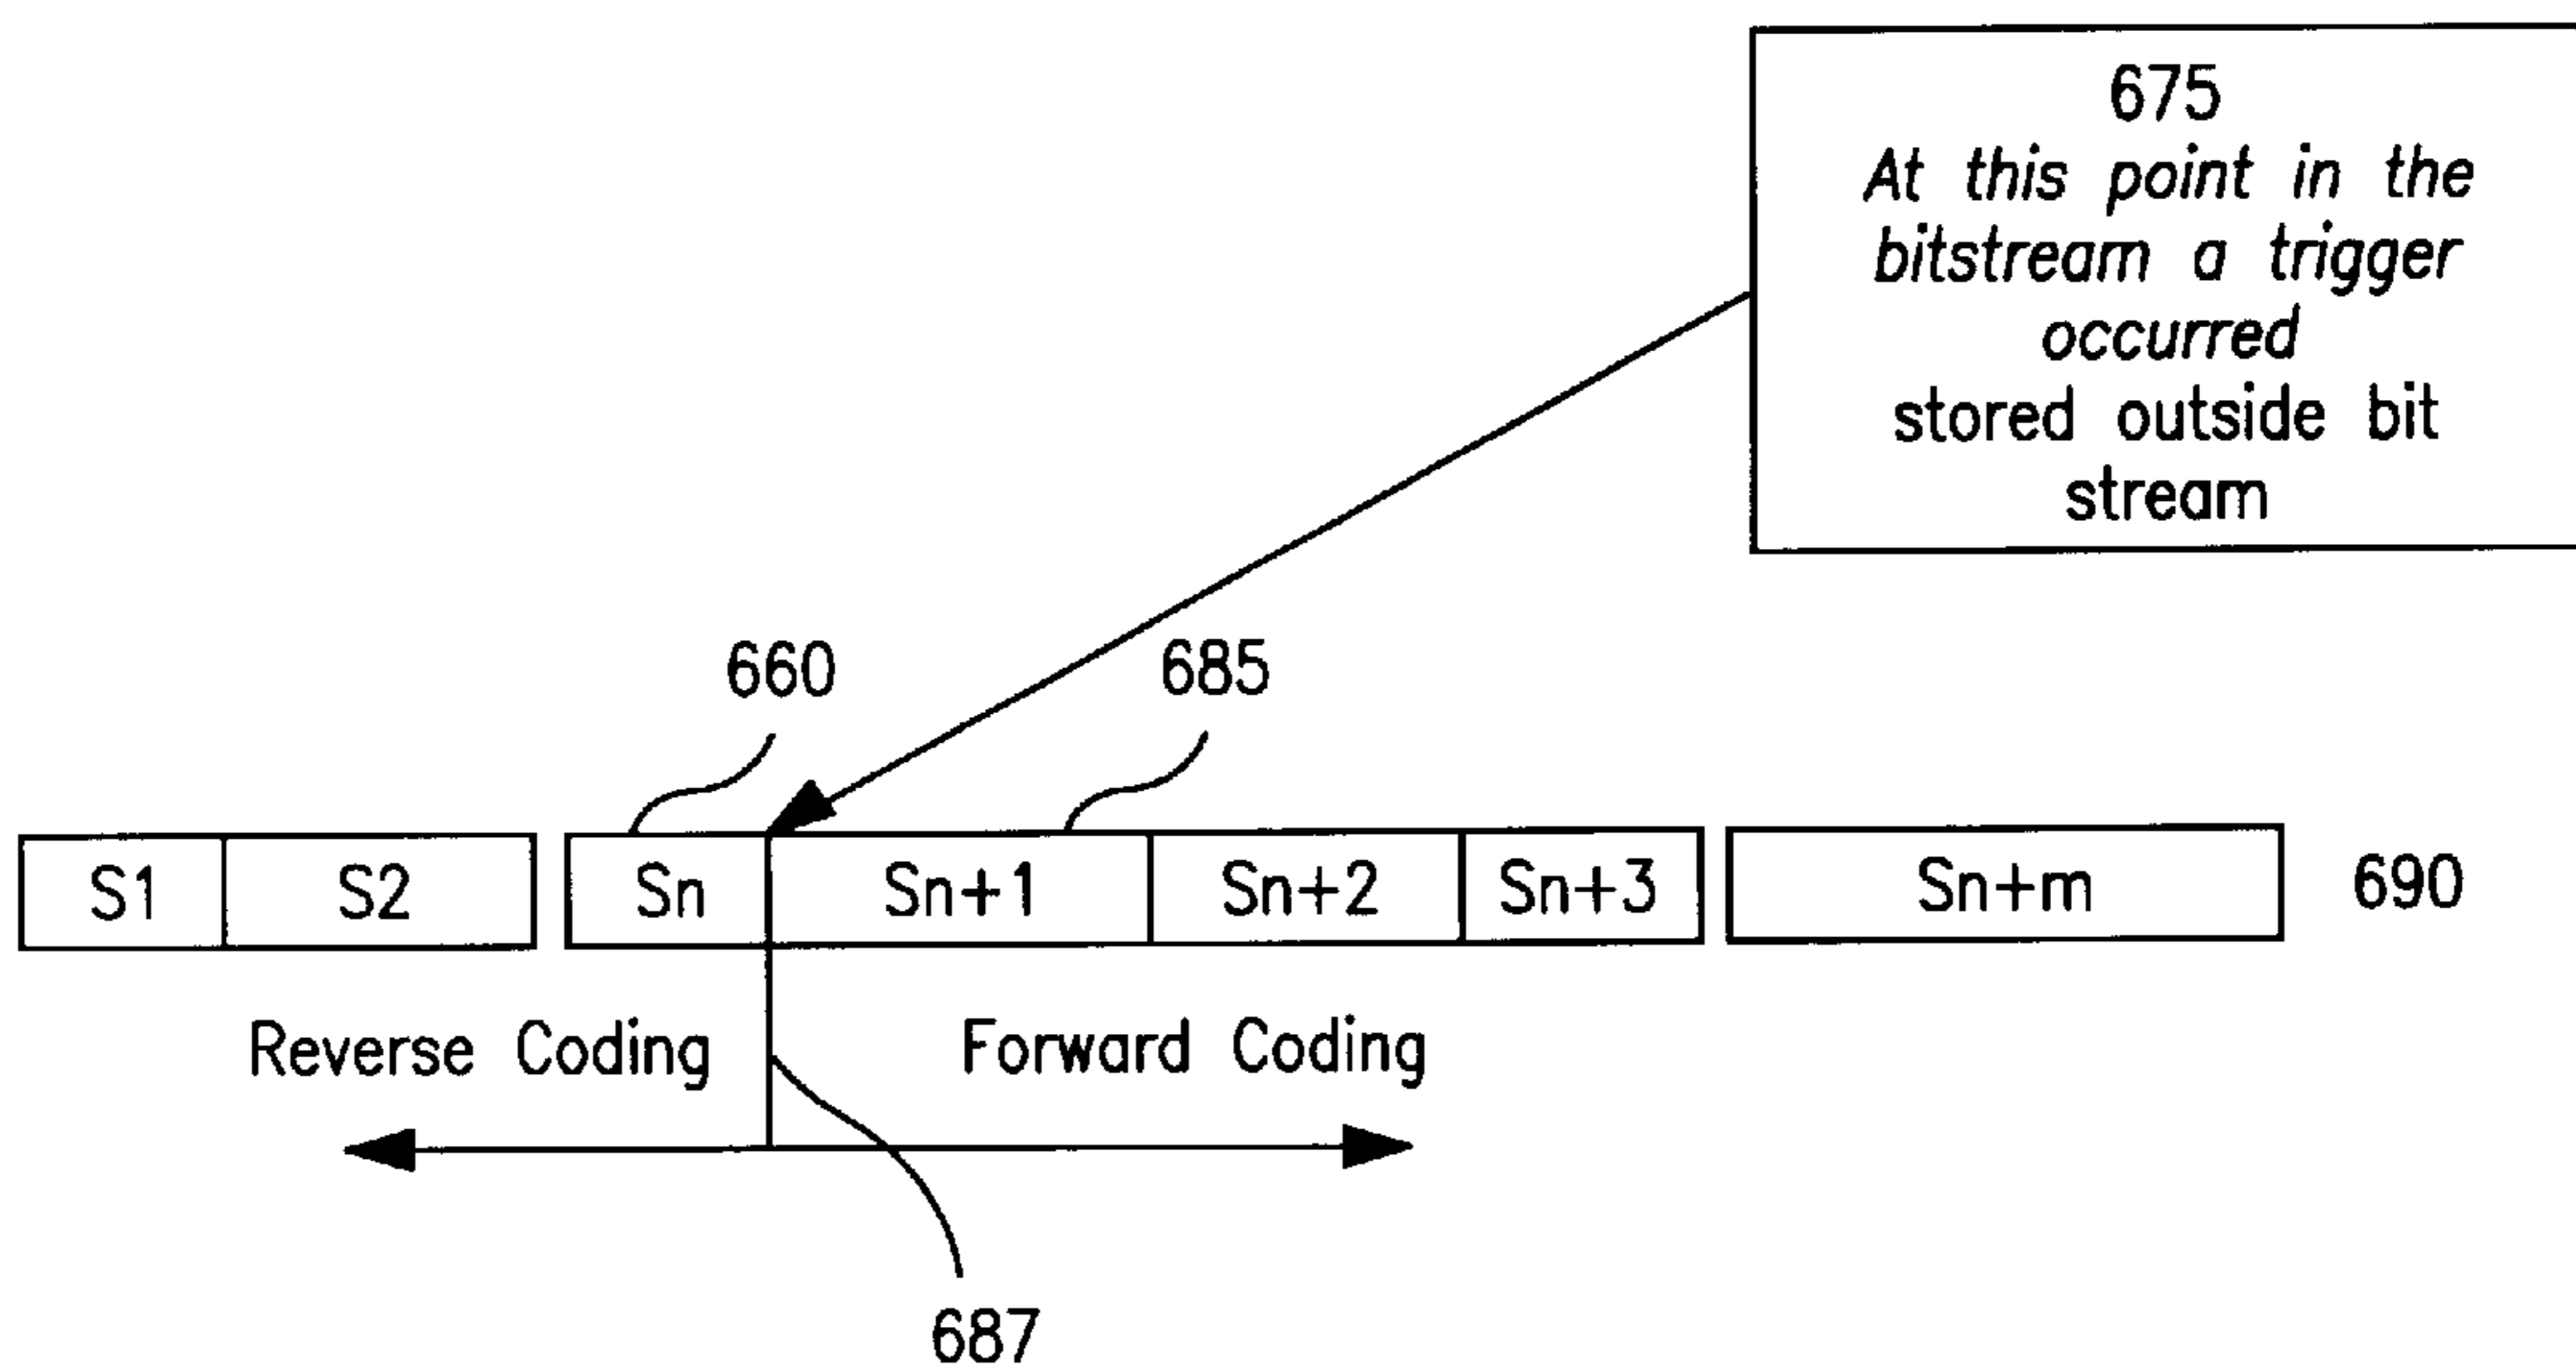 675
At this point in the
bitstream a trigger
occurred
stored outside bit
stream
660
685
S1
S2
Sn
Sn+1
Sn+2
Sn+3
Sn+m
690
Reverse Coding
Forward Coding
687